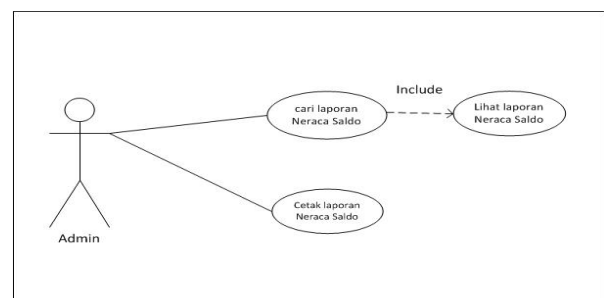 Include
cari laporan
Neraca Saldo
Lihat laporan
Neraca Saldo
Cetak laporan
Neraca Saldo
Admin